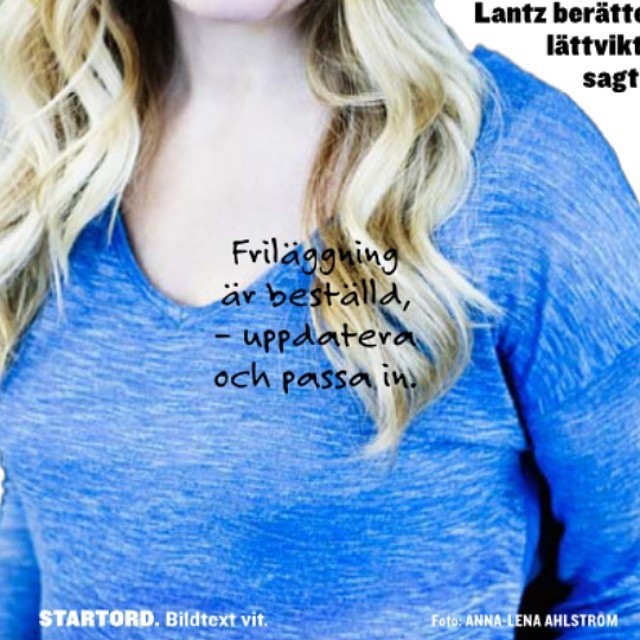 Lantz berätte
lättvikt
sagt
Friläggning
är beställd,
- uppdatera
och passa in.
STARTORD. Bildtext vit.
Foto: ANNA-LENA AHLSTRÖM